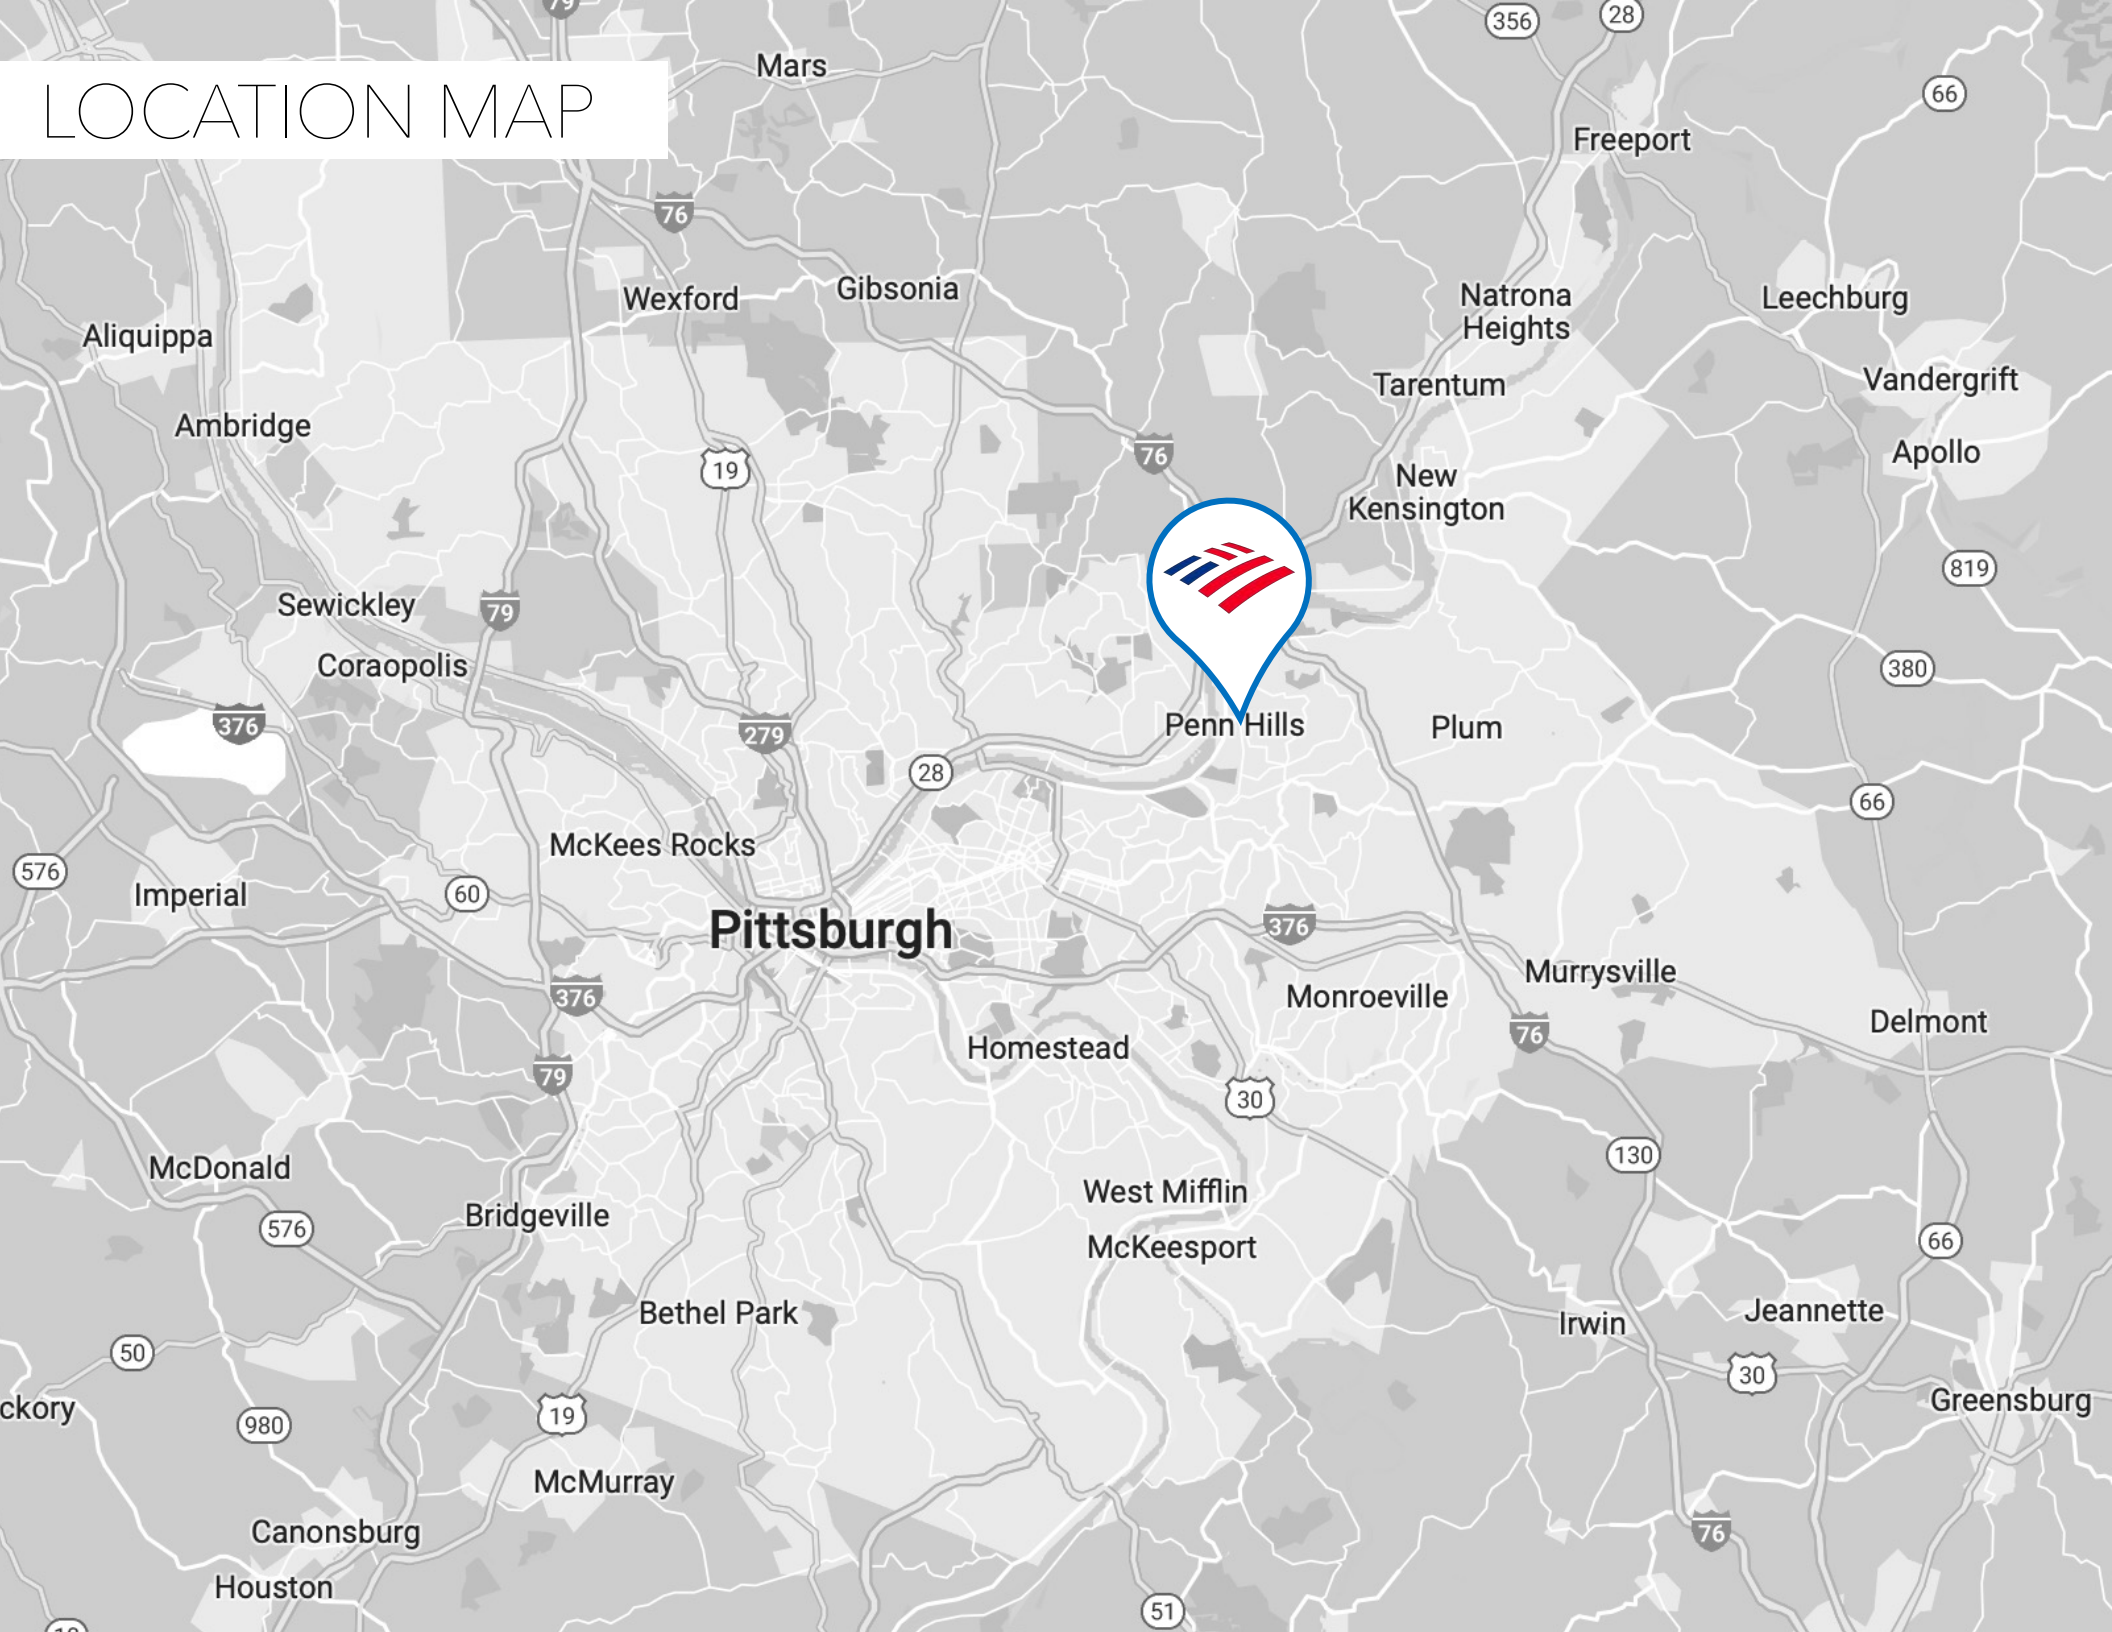 79
356
28
Mars
LOCATION MAP
66
Freeport
76
Wexford
Gibsonia
Natrona
Heights
Leechburg
Aliquippa
Tarentum
Vandergrift
Ambridge
76
Apollo
19
New
Kensington
819
Sewickley
79
Coraopolis
380
376
279
Penn Hills
Plum
28
66
McKees Rocks
576
Imperial
60
Pittsburgh
376
Murrysville
376
Monroeville
Delmont
76
Homestead
79
30
130
McDonald
West Mifflin
Bridgeville
576
66
McKeesport
Bethel Park
Jeannette
Irwin
50
30
ckory
Greensburg
980
19
McMurray
Canonsburg
76
Houston
51